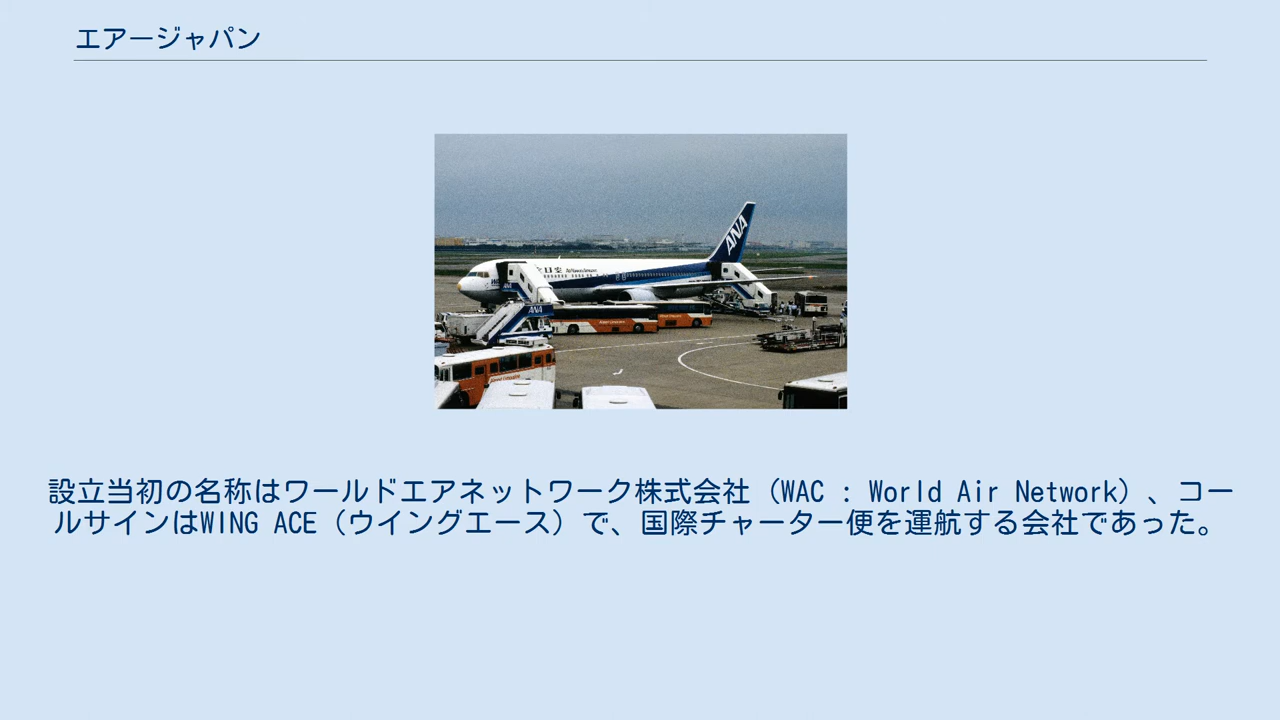 エアージャパン
ANA
ANA
ANA
設立当初の名称はワールドエアネットワーク株式会社（WAC : World Air Network）、コー
ルサインはWING ACE（ウイングエース）で、国際チャーター便を運航する会社であった。